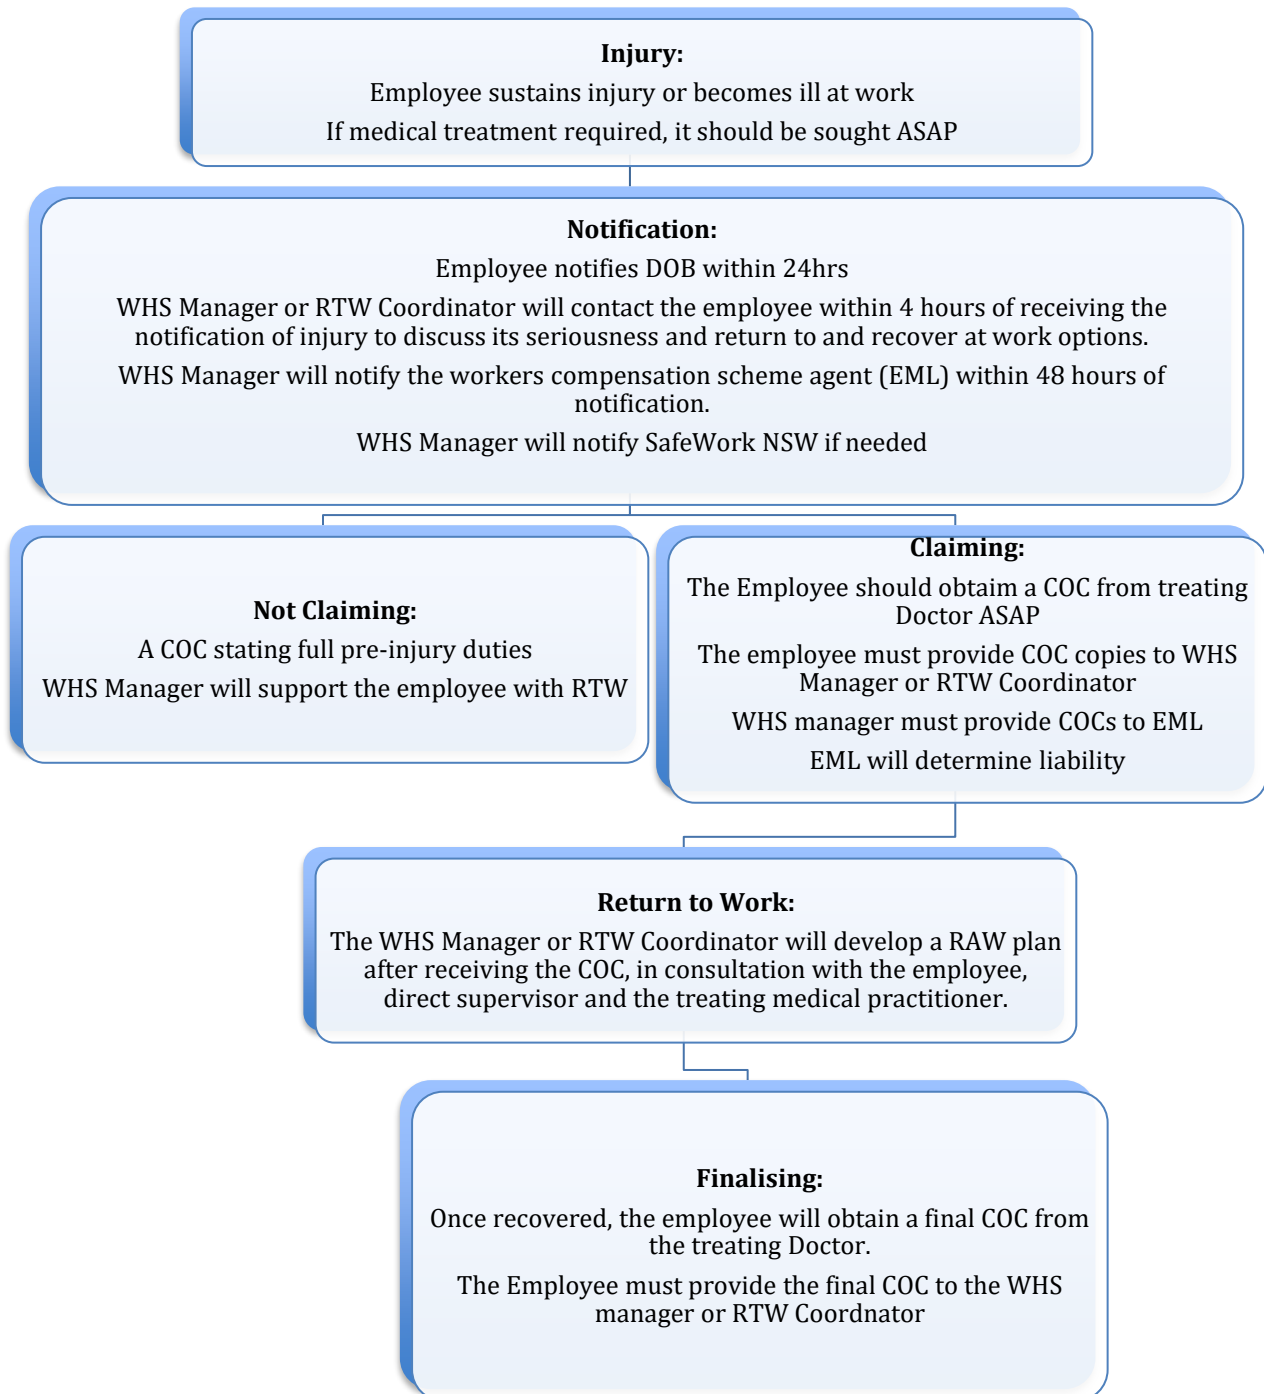 Injury:
Employee sustains injury or becomes ill at work
If medical treatment required, it should be sought ASAP
Notification:
Employee notifies DOB within 24hrs
WHS Manager or RTW Coordinator will contact the employee within 4 hours of receiving the
notification of injury to discuss its seriousness and return to and recover at work options.
WHS Manager will notify the workers compensation scheme agent (EML) within 48 hours of
notification.
WHS Manager will notify SafeWork NSW if needed
Not Claiming:
A COC stating full pre-injury duties
WHS Manager will support the employee with RTW
Claiming:
The Employee should obtaim a COC from treating
Doctor ASAP
The employee must provide COC copies to WHS
Manager or RTW Coordinator
WHS manager must provide COCs to EML
EML will determine liability
Return to Work:
The WHS Manager or RTW Coordinator will develop a RAW plan
after receiving the COC, in consultation with the employee,
direct supervisor and the treating medical practitioner.
Finalising:
Once recovered, the employee will obtain a final COC from
the treating Doctor.
The Employee must provide the final COC to the WHS
manager or RTW Coordnator